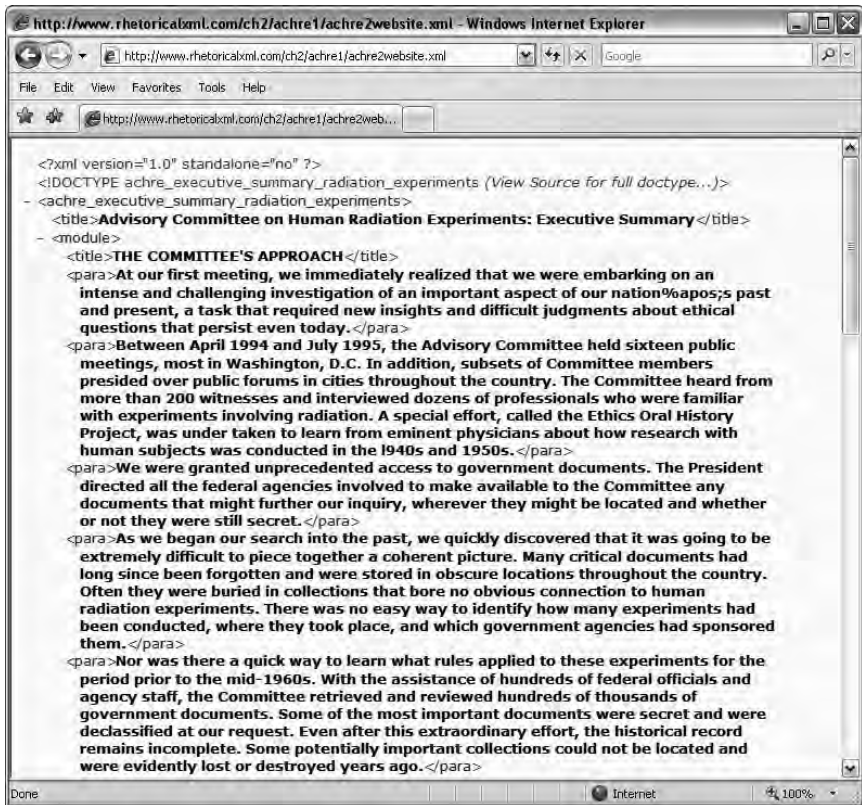 http://www.rhetoricalxml.com/ch2/achre1/achre2website.xml - Windows Internet Explorer
http://www.rhetoricalxml.com/ch2/achre1/achre2website.xml
Google
File Edit View Favorites Tools Help
http://www.rhetoricalxml.com/ch2/achre1/achre2web...
<?xml version="1.0" standalone="no" ?>
<!DOCTYPE achre_executive_summary_radiation_experiments (View Source for full doctype...)>
- <achre_executive_summary_radiation_experiments>
<title>Advisory Committee on Human Radiation Experiments: Executive Summary</title>
- <module>
<title>THE COMMITTEE'S APPROACH</title>
<para>At our first meeting, we immediately realized that we were embarking on an
intense and challenging investigation of an important aspect of our nation%apos;s past
and present, a task that required new insights and difficult judgments about ethical
questions that persist even today.</para>
<para>Between April 1994 and July 1995, the Advisory Committee held sixteen public
meetings, most in Washington, D.C. In addition, subsets of Committee members
presided over public forums in cities throughout the country. The Committee heard from
more than 200 witnesses and interviewed dozens of professionals who were familiar
with experiments involving radiation. A special effort, called the Ethics Oral History
Project, was under taken to learn from eminent physicians about how research with
human subjects was conducted in the l940s and 1950s.</para>
<para>We were granted unprecedented access to government documents. The President
directed all the federal agencies involved to make available to the Committee any
documents that might further our inquiry, wherever they might be located and whether
or not they were still secret.</para>
<para>As we began our search into the past, we quickly discovered that it was going to be
extremely difficult to piece together a coherent picture. Many critical documents had
long since been forgotten and were stored in obscure locations throughout the country.
Often they were buried in collections that bore no obvious connection to human
radiation experiments. There was no easy way to identify how many experiments had
been conducted, where they took place, and which government agencies had sponsored
them.</para>
<para>Nor was there a quick way to learn what rules applied to these experiments for the
period prior to the mid-1960s. With the assistance of hundreds of federal officials and
agency staff, the Committee retrieved and reviewed hundreds of thousands of
government documents. Some of the most important documents were secret and were
declassified at our request. Even after this extraordinary effort, the historical record
remains incomplete. Some potentially important collections could not be located and
were evidently lost or destroyed years ago.</para>
Done Internet 100%